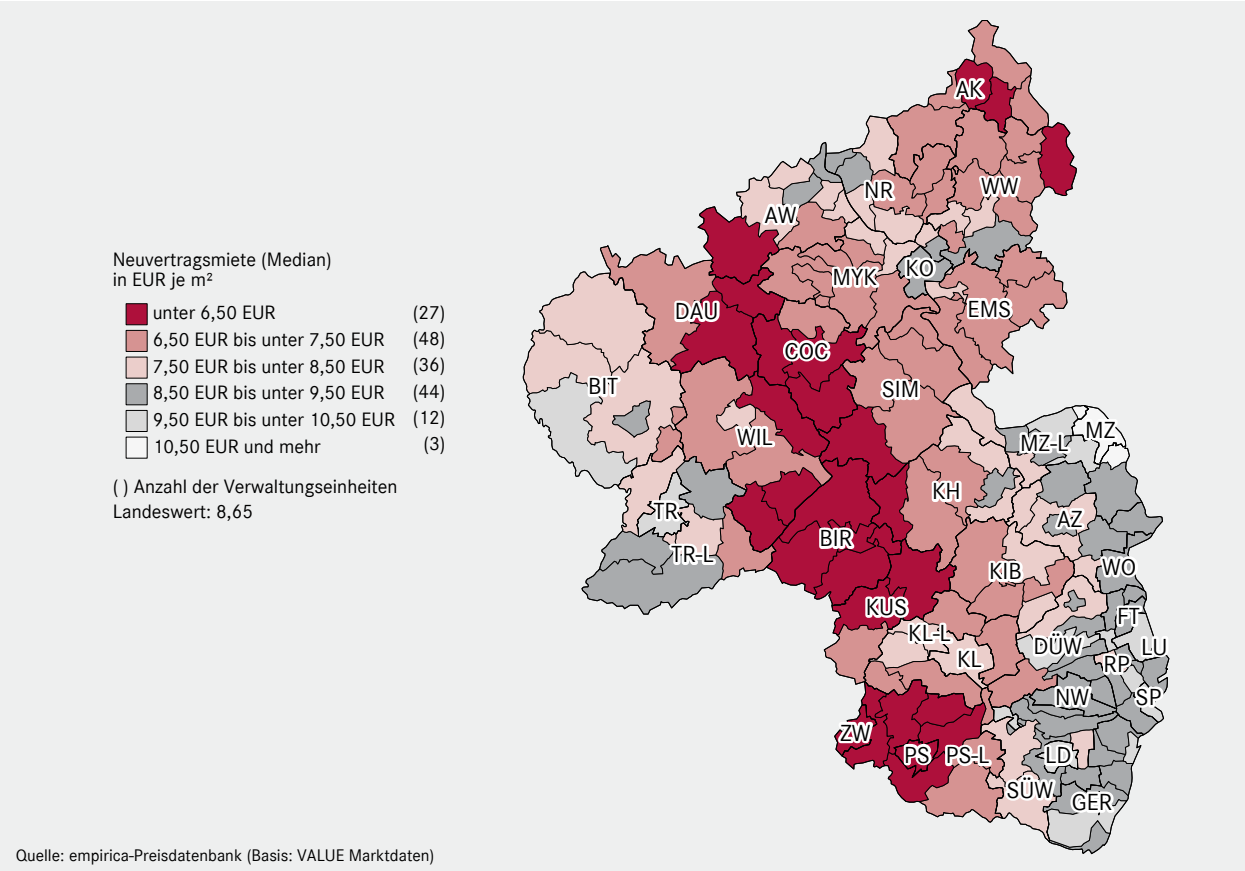 Neuvertragsmiete (Median)
in EUR je m²
unter 6,50 EUR (27)
6,50 EUR bis unter 7,50 EUR (48)
7,50 EUR bis unter 8,50 EUR (36)
8,50 EUR bis unter 9,50 EUR (44)
9,50 EUR bis unter 10,50 EUR (12)
10,50 EUR und mehr (3)
( ) Anzahl der Verwaltungseinheiten
Landeswert: 8,65
AK
NR
WW
AW
KO
MYK
DAU
EMS
COC
BIT
SIM
WIL
MZ-L
MZ
KH
TR
AZ
BIR
TR-L
KIB
WO
KUS
FT
KL-L
DÜW
LU
KL
RP
NW
SP
ZW
PS
PS-L
LD
SÜW
GER
Quelle: empirica-Preisdatenbank (Basis: VALUE Marktdaten)